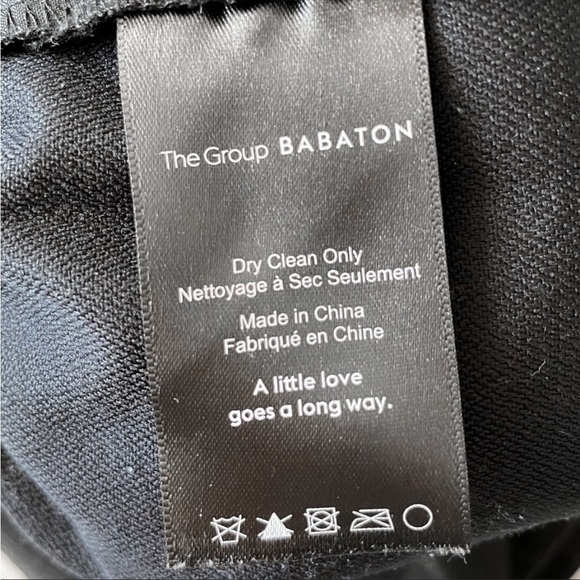 The Group BABATON
Dry Clean Only
Nettoyage à Sec Seulement
Made in China
Fabriqué en Chine
A little love
goes a long way.